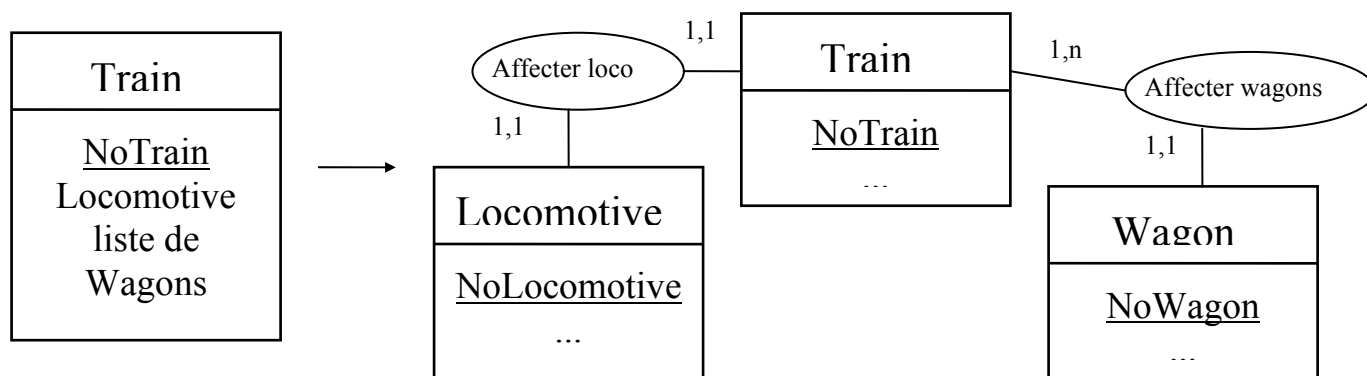 Train
NoTrain
Locomotive
liste de
Wagons
Affecter loco
1,1
1,1
Locomotive
NoLocomotive
...
Train
NoTrain
...
1,n
Affecter wagons
1,1
Wagon
NoWagon
...